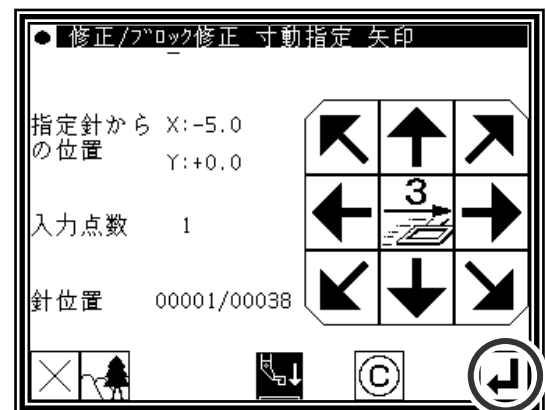 ● 修正/ブロック修正 寸動指定 矢印
指定針から X:-5.0
の位置 Y:+0.0
入力点数 1
針位置 00001/00038
3
©